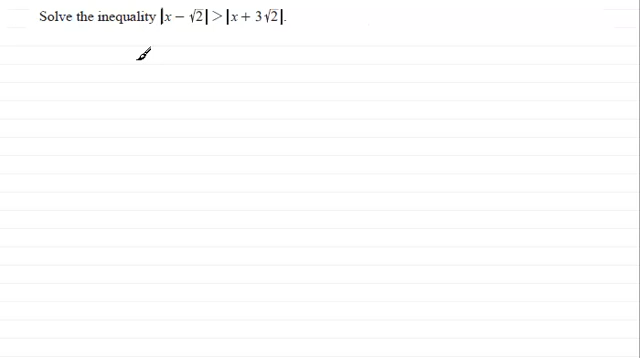 Solve the inequality |x − √2| > |x + 3√2|.